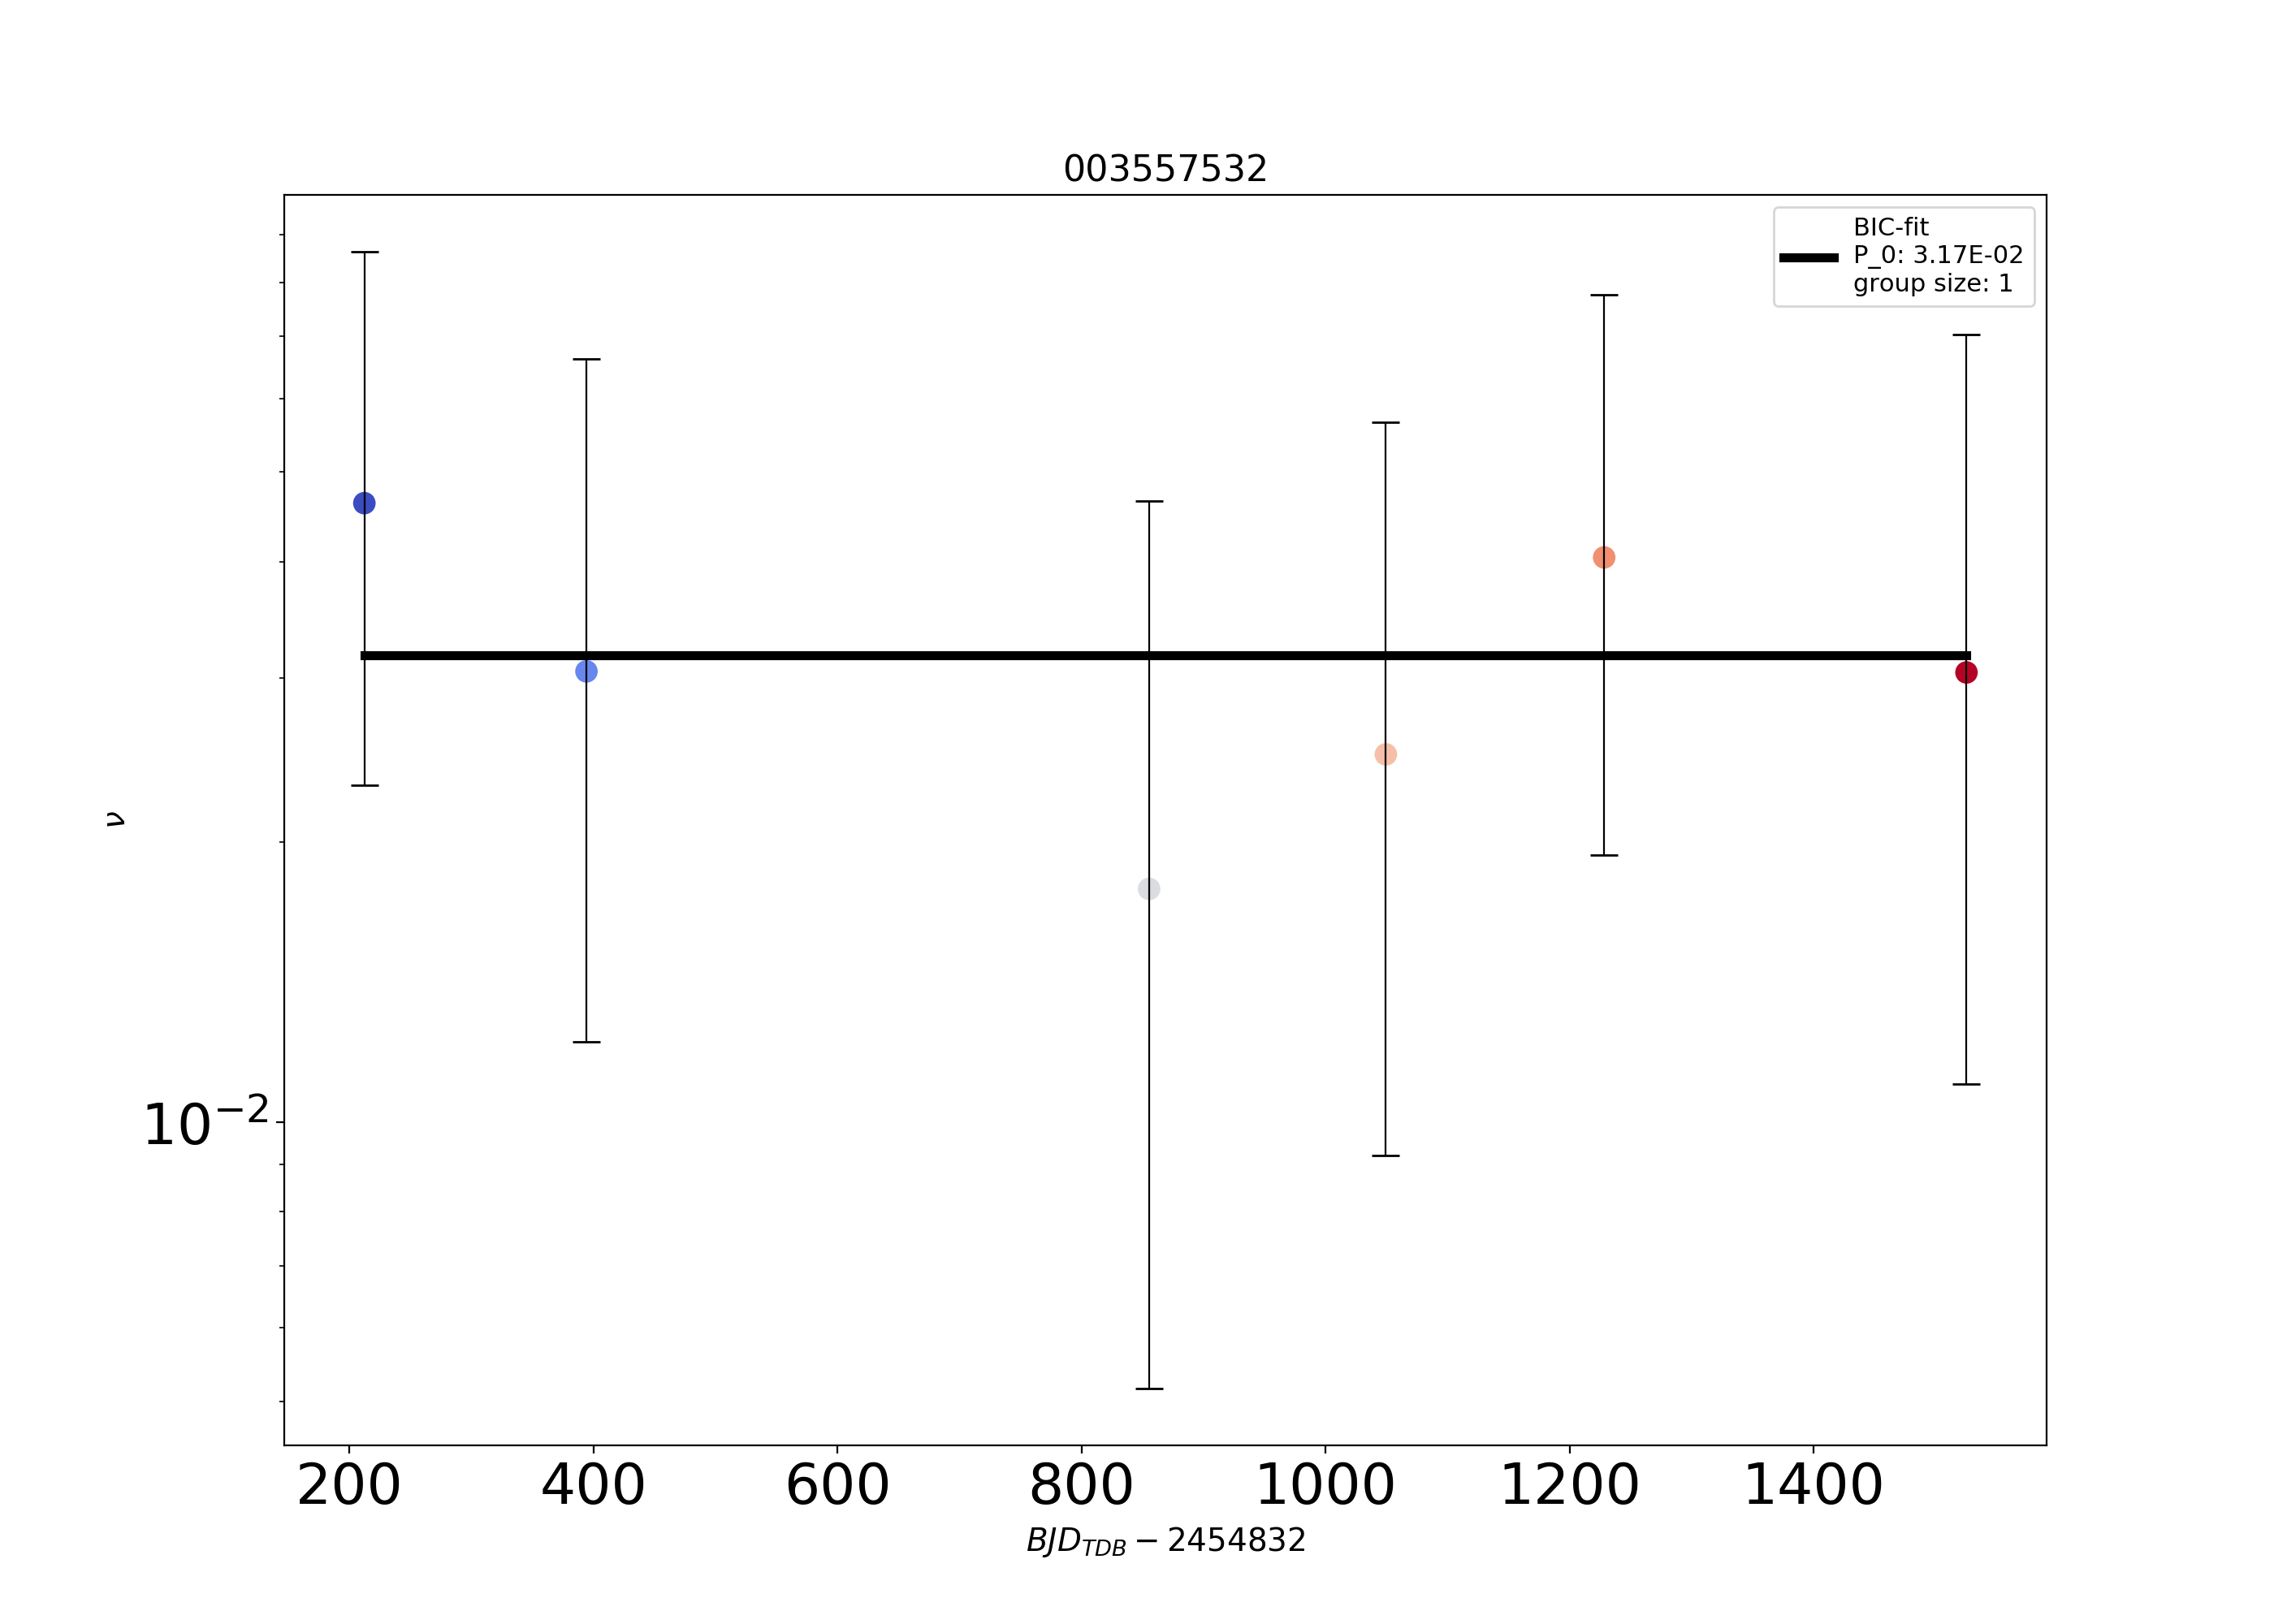 003557532
BIC-fit
P_0: 3.17E-02
group size: 1
ν
10⁻²
200 400 600 800 1000 1200 1400
BJD_TDB − 2454832